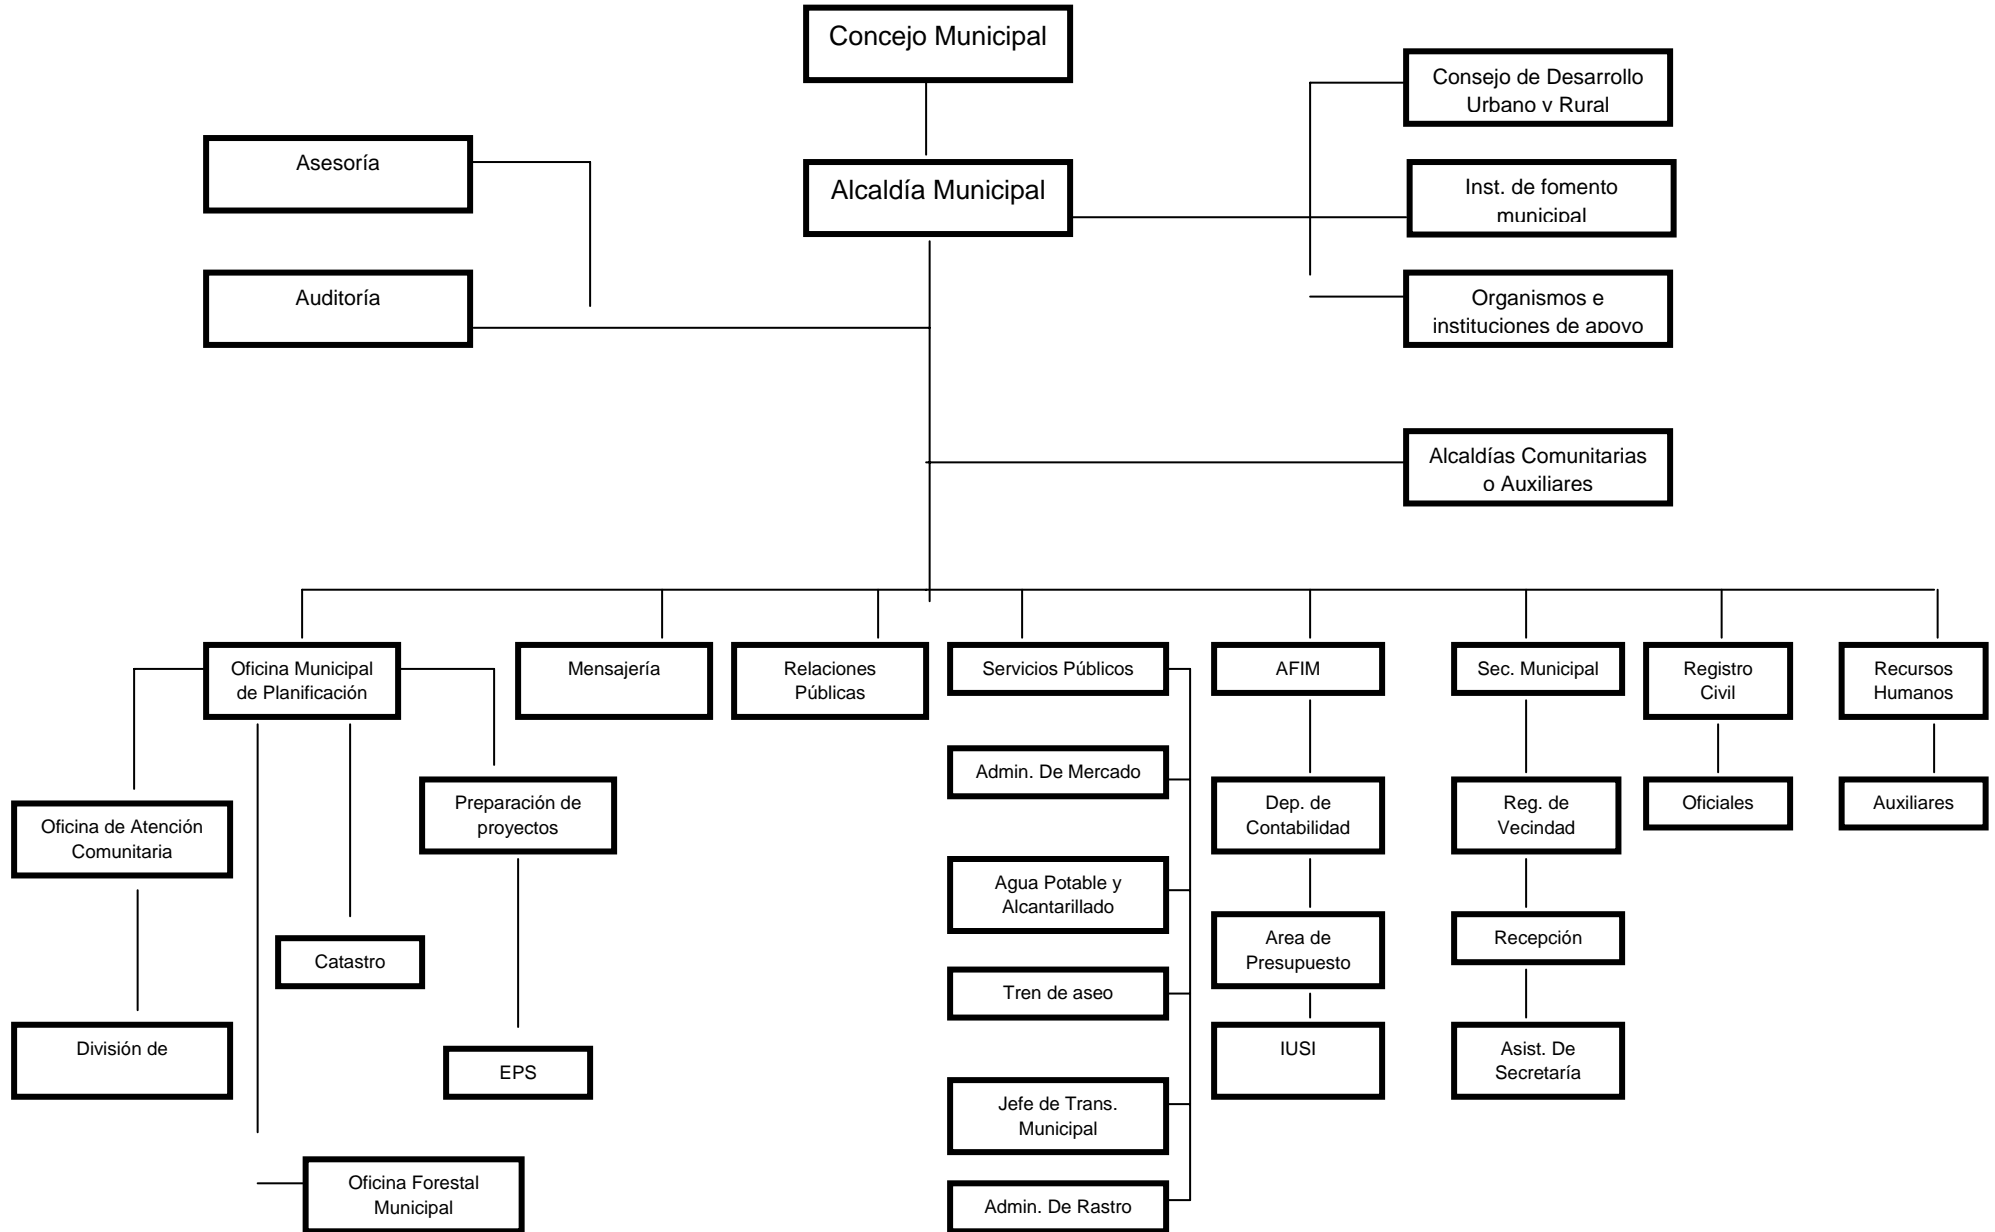 Concejo Municipal
Consejo de Desarrollo
Urbano y Rural
Asesoría
Alcaldía Municipal
Inst. de fomento
municipal
Auditoría
Organismos e
instituciones de apoyo
Alcaldías Comunitarias
o Auxiliares
Oficina Municipal
de Planificación
Mensajería
Relaciones
Públicas
Servicios Públicos
AFIM
Sec. Municipal
Registro
Civil
Recursos
Humanos
Admin. De Mercado
Preparación de
proyectos
Dep. de
Contabilidad
Reg. de
Vecindad
Oficiales
Auxiliares
Oficina de Atención
Comunitaria
Agua Potable y
Alcantarillado
Catastro
Area de
Presupuesto
Recepción
Tren de aseo
División de
EPS
IUSI
Asist. De
Secretaría
Jefe de Trans.
Municipal
Oficina Forestal
Municipal
Admin. De Rastro